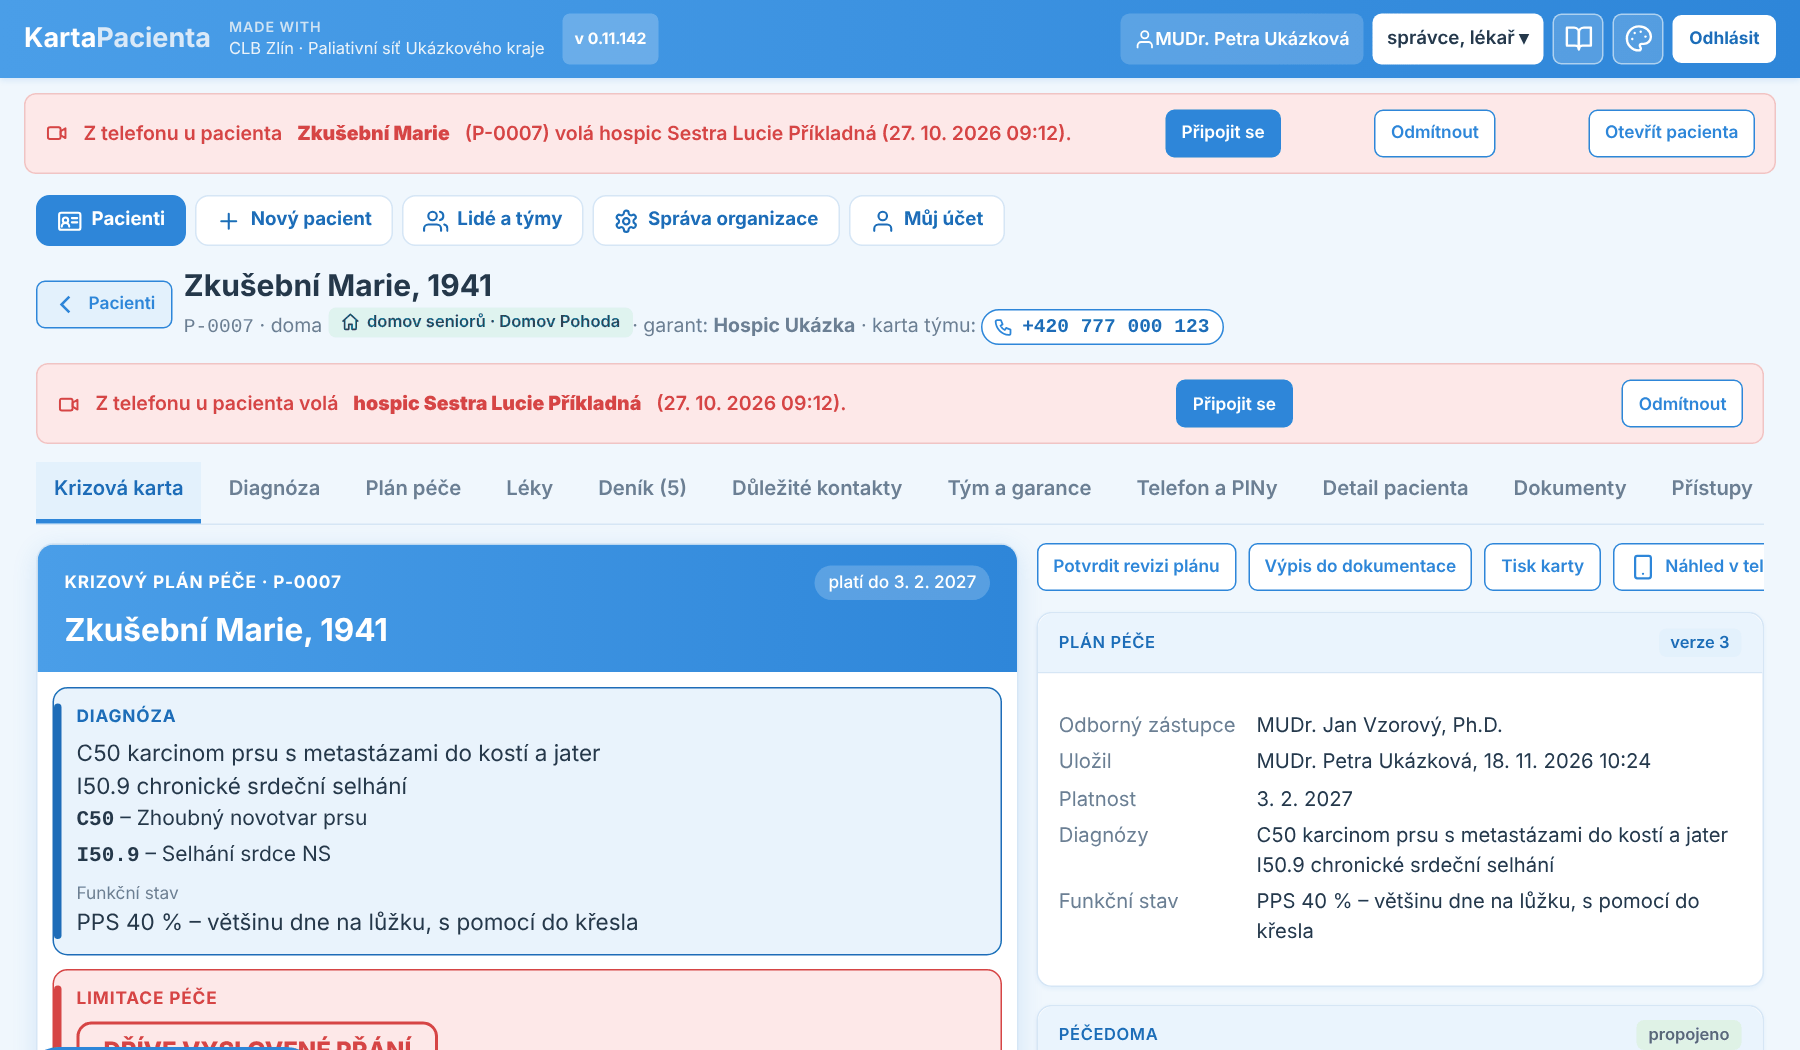 KartaPacienta
MADE WITH
CLB Zlín · Paliativní síť Ukázkového kraje
v 0.11.142
MUDr. Petra Ukázková
správce, lékař ▾
Odhlásit
Z telefonu u pacienta Zkušební Marie (P-0007) volá hospic Sestra Lucie Příkladná (27. 10. 2026 09:12).
Připojit se
Odmítnout
Otevřít pacienta
Pacienti
Nový pacient
Lidé a týmy
Správa organizace
Můj účet
Pacienti
Zkušební Marie, 1941
P-0007 · doma domov seniorů · Domov Pohoda · garant: Hospic Ukázka · karta týmu: +420 777 000 123
Z telefonu u pacienta volá hospic Sestra Lucie Příkladná (27. 10. 2026 09:12).
Připojit se
Odmítnout
Krizová karta
Diagnóza
Plán péče
Léky
Deník (5)
Důležité kontakty
Tým a garance
Telefon a PINy
Detail pacienta
Dokumenty
Přístupy
KRIZOVÝ PLÁN PÉČE · P-0007
platí do 3. 2. 2027
Zkušební Marie, 1941
DIAGNÓZA
C50 karcinom prsu s metastázami do kostí a jater
I50.9 chronické srdeční selhání
C50 – Zhoubný novotvar prsu
I50.9 – Selhání srdce NS
Funkční stav
PPS 40 % – většinu dne na lůžku, s pomocí do křesla
LIMITACE PÉČE
DŘÍVE VYSLOVENÉ PŘÁNÍ
Potvrdit revizi plánu
Výpis do dokumentace
Tisk karty
Náhled v tel
PLÁN PÉČE
verze 3
Odborný zástupce MUDr. Jan Vzorový, Ph.D.
Uložil MUDr. Petra Ukázková, 18. 11. 2026 10:24
Platnost 3. 2. 2027
Diagnózy C50 karcinom prsu s metastázami do kostí a jater
I50.9 chronické srdeční selhání
Funkční stav PPS 40 % – většinu dne na lůžku, s pomocí do
křesla
PÉČEDOMA
propojeno